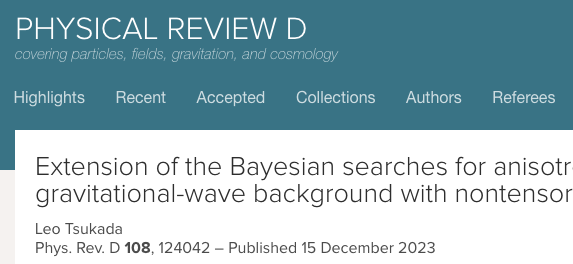 PHYSICAL REVIEW D
covering particles, fields, gravitation, and cosmology
Highlights Recent Accepted Collections Authors Referees
Extension of the Bayesian searches for anisotr
gravitational-wave background with nontensor
Leo Tsukada
Phys. Rev. D 108, 124042 – Published 15 December 2023